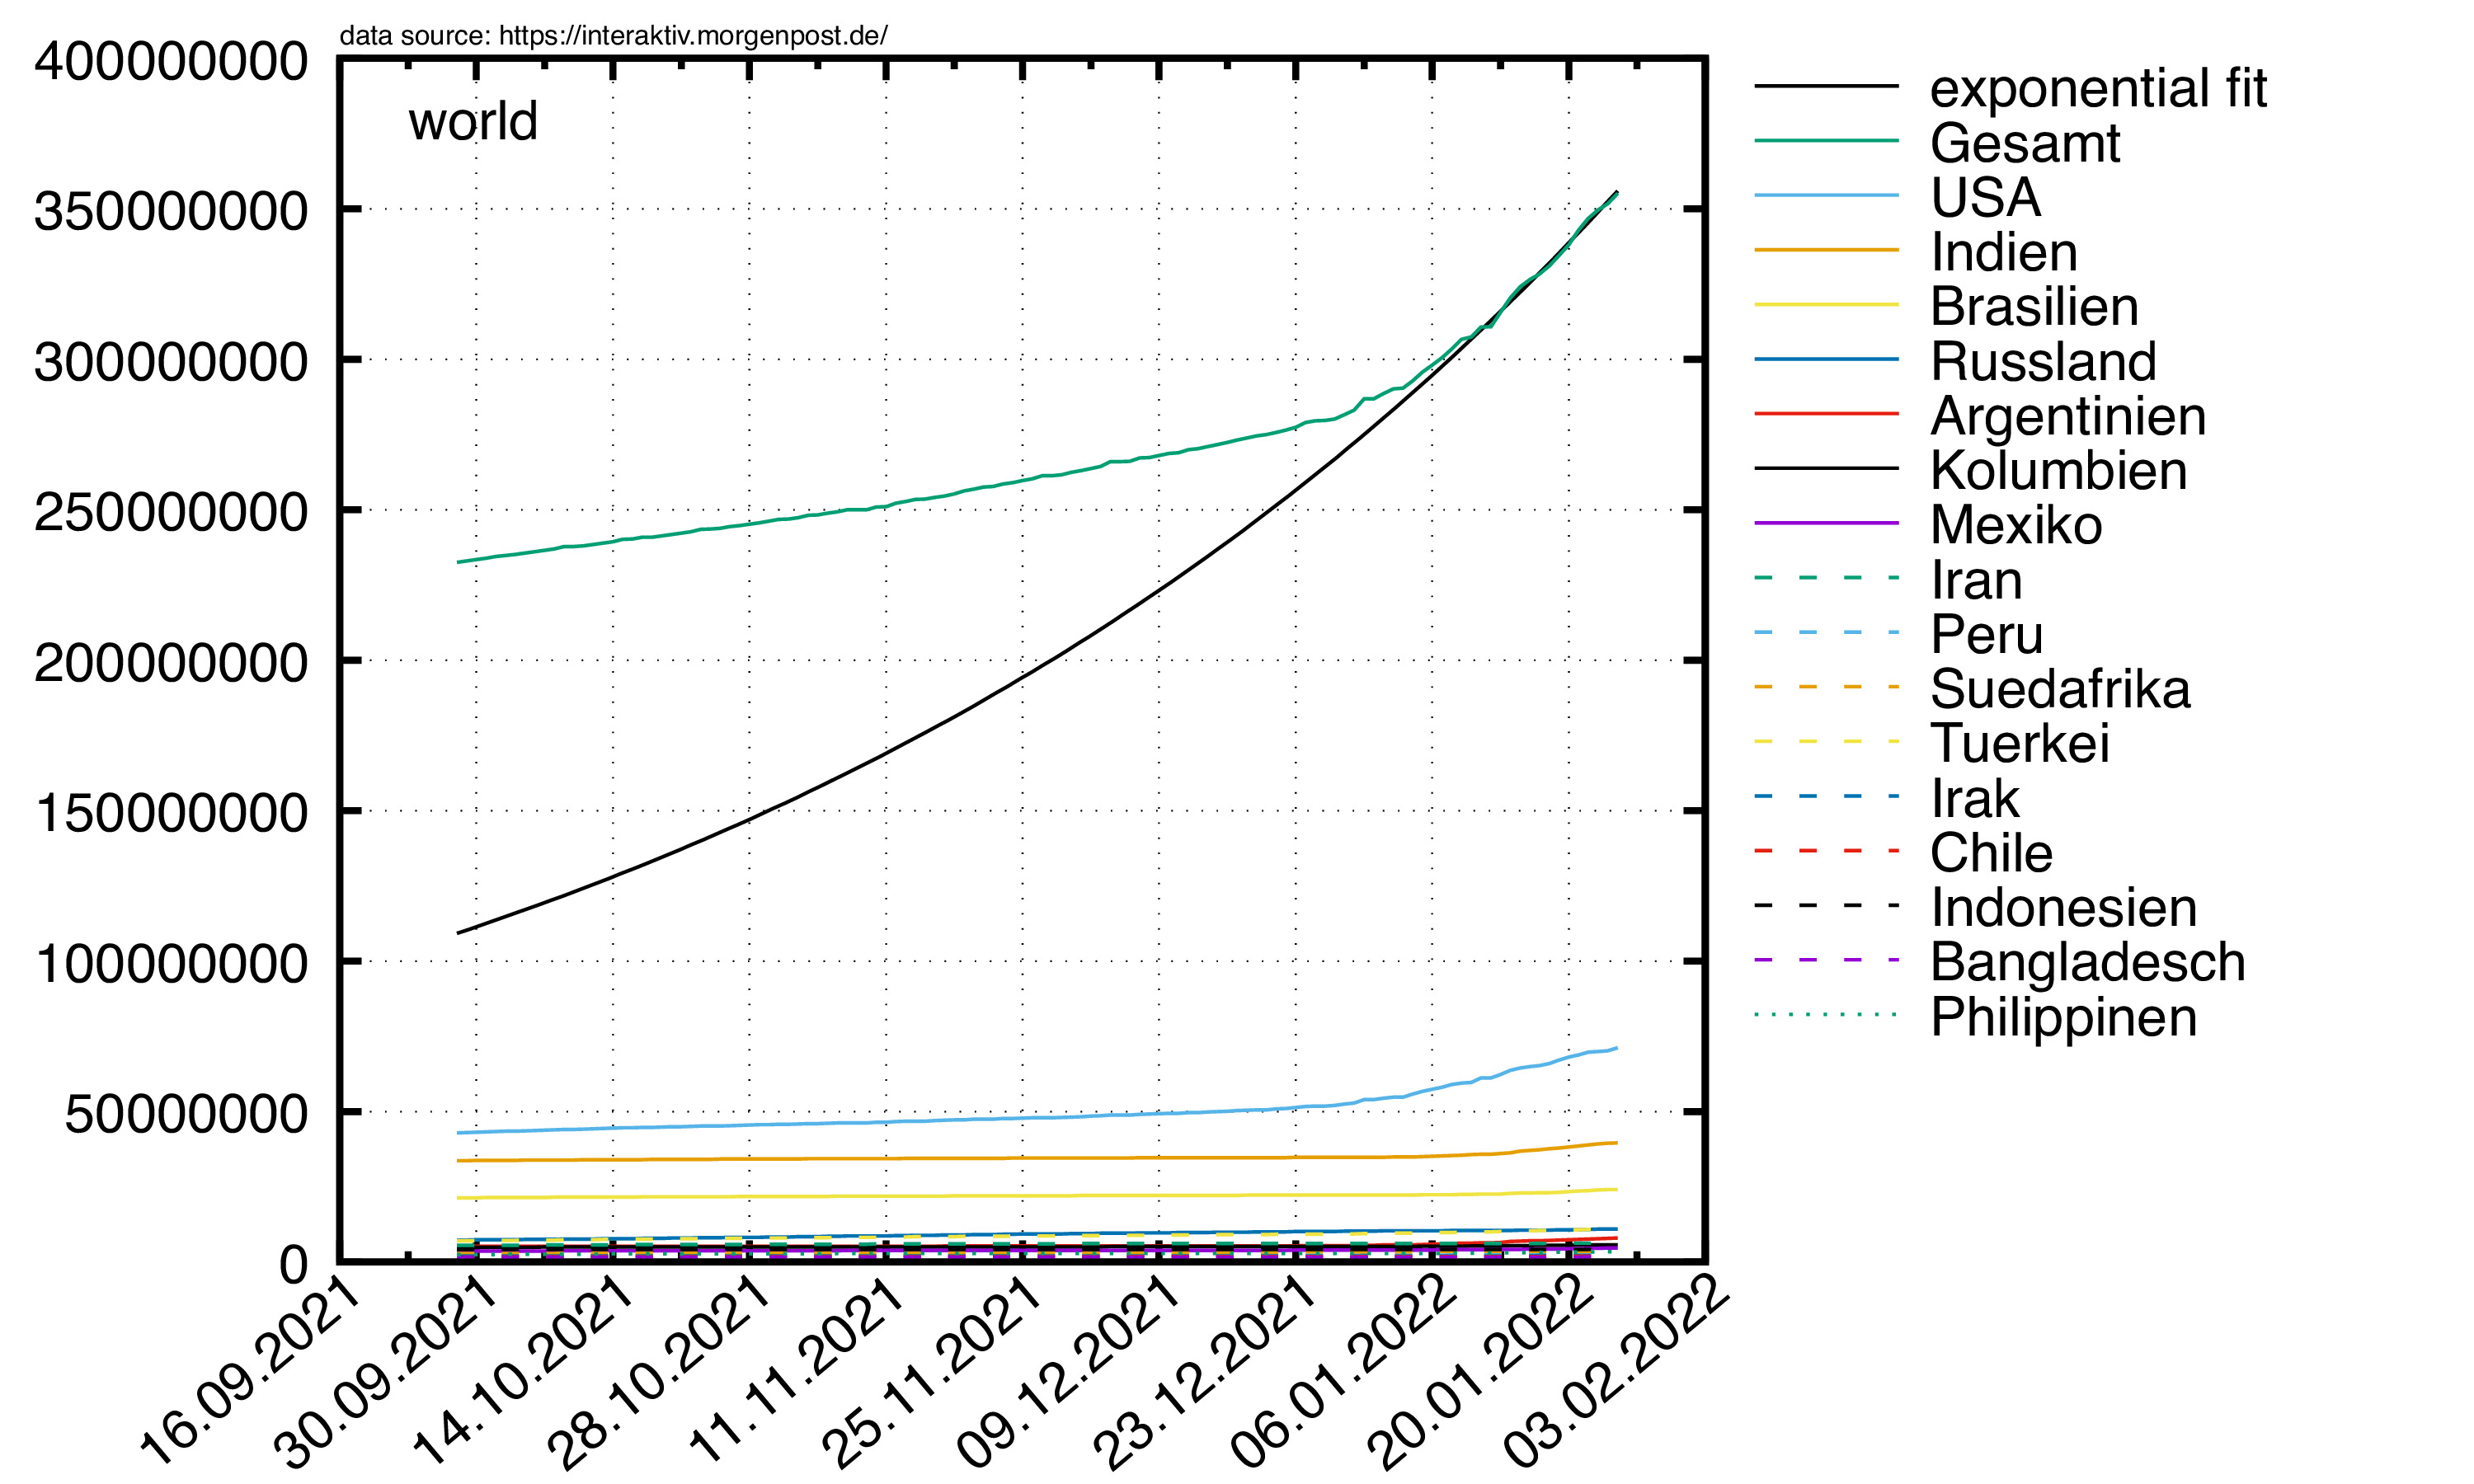 data source: https://interaktiv.morgenpost.de/
world
400000000
350000000
300000000
250000000
200000000
150000000
100000000
50000000
0
16.09.2021
30.09.2021
14.10.2021
28.10.2021
11.11.2021
25.11.2021
09.12.2021
23.12.2021
06.01.2022
20.01.2022
03.02.2022
exponential fit
Gesamt
USA
Indien
Brasilien
Russland
Argentinien
Kolumbien
Mexiko
Iran
Peru
Suedafrika
Tuerkei
Irak
Chile
Indonesien
Bangladesch
Philippinen